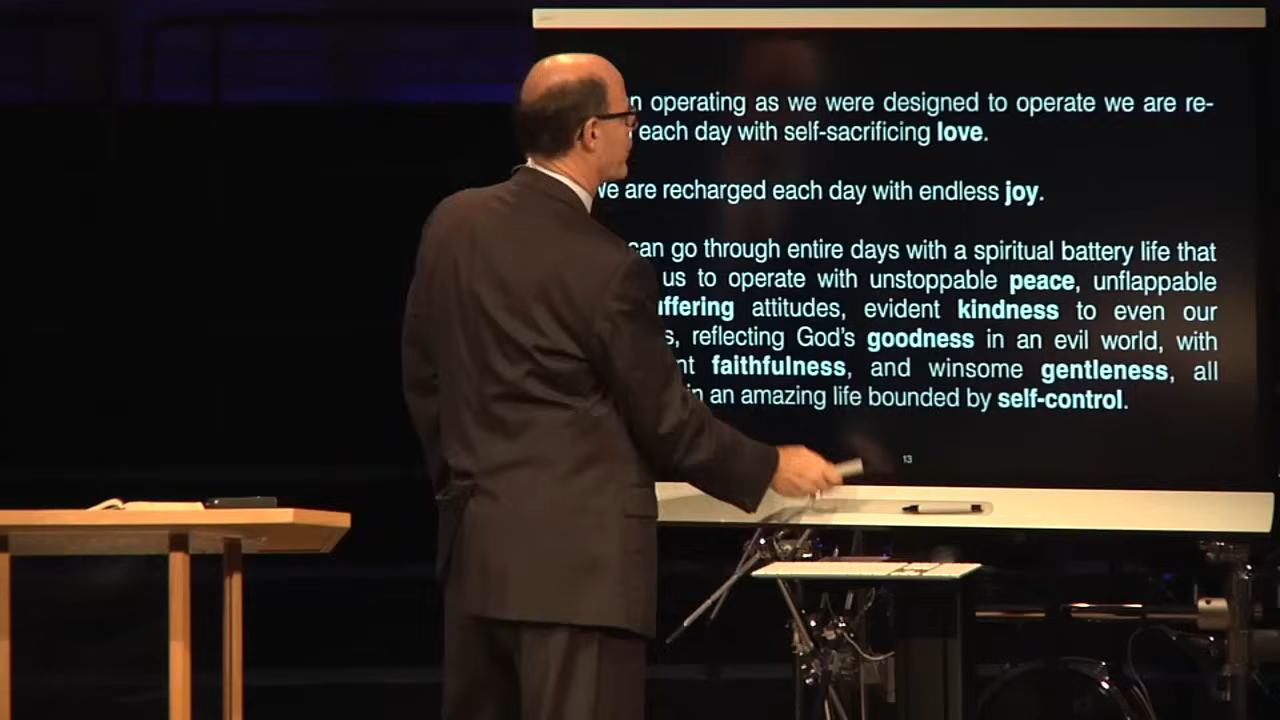 operating as we were designed to operate we are re-
each day with self-sacrificing love.
we are recharged each day with endless joy.
can go through entire days with a spiritual battery life that
us to operate with unstoppable peace, unflappable
uffering attitudes, evident kindness to even our
s, reflecting God's goodness in an evil world, with
nt faithfulness, and winsome gentleness, all
in an amazing life bounded by self-control.
13